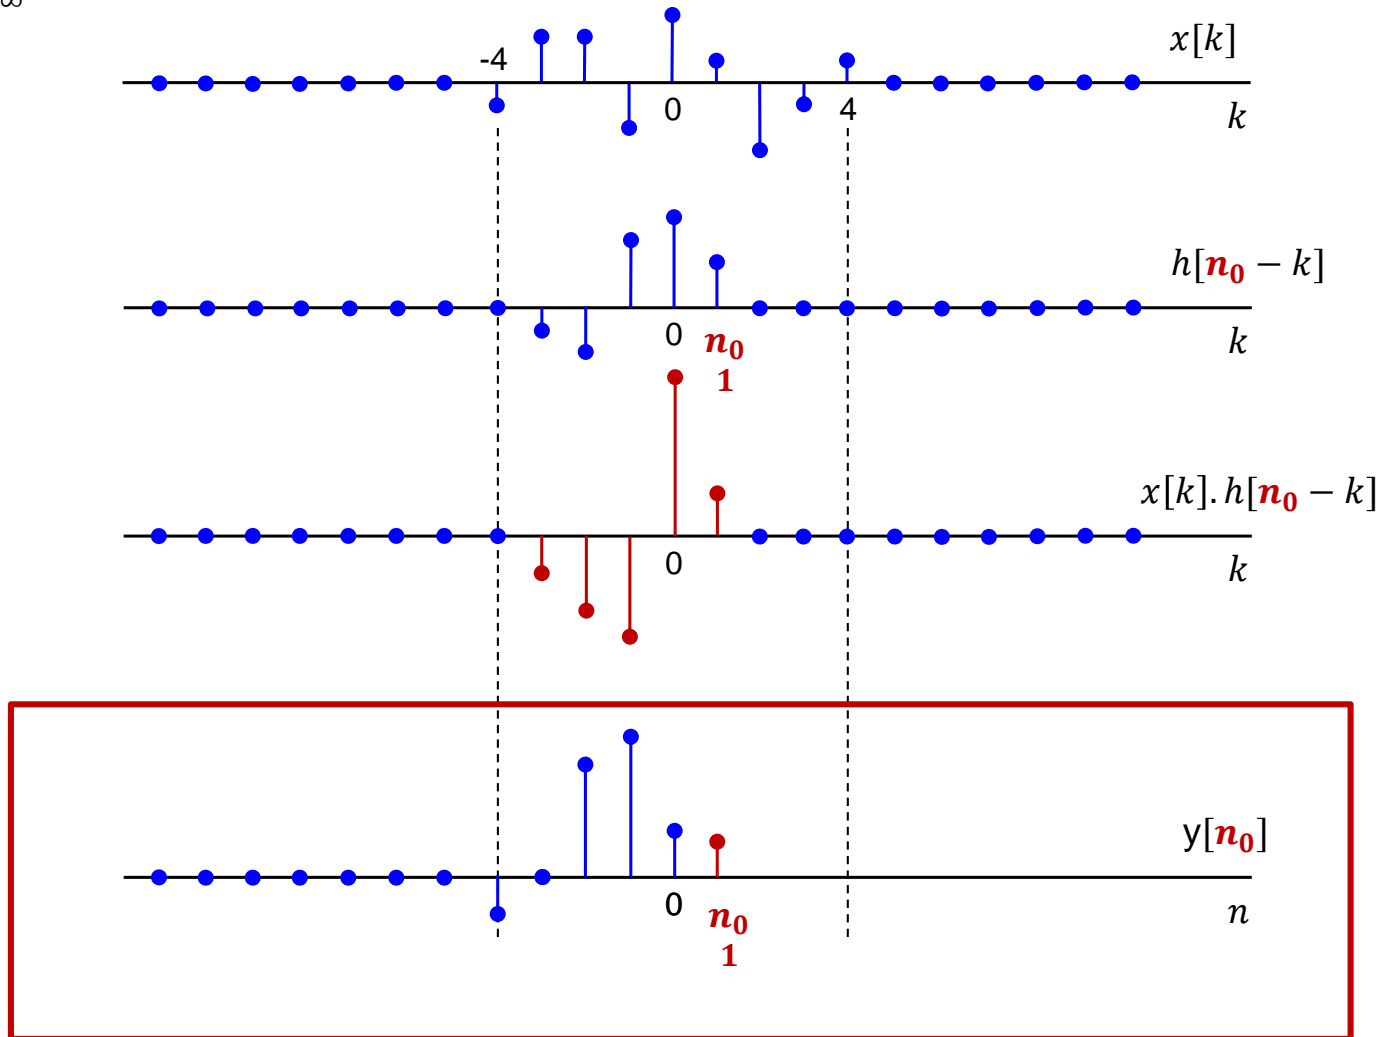 ∞
x[k]
-4
0
4
k
h[n₀ − k]
0
n₀
1
k
x[k]. h[n₀ − k]
0
k
y[n₀]
0
n₀
1
n